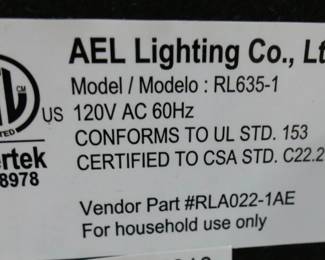 AEL Lighting Co., Lt
Model / Modelo : RL635-1
US 120V AC 60Hz
CONFORMS TO UL STD. 153
CERTIFIED TO CSA STD. C22.2
8978
Vendor Part #RLA022-1AE
For household use only